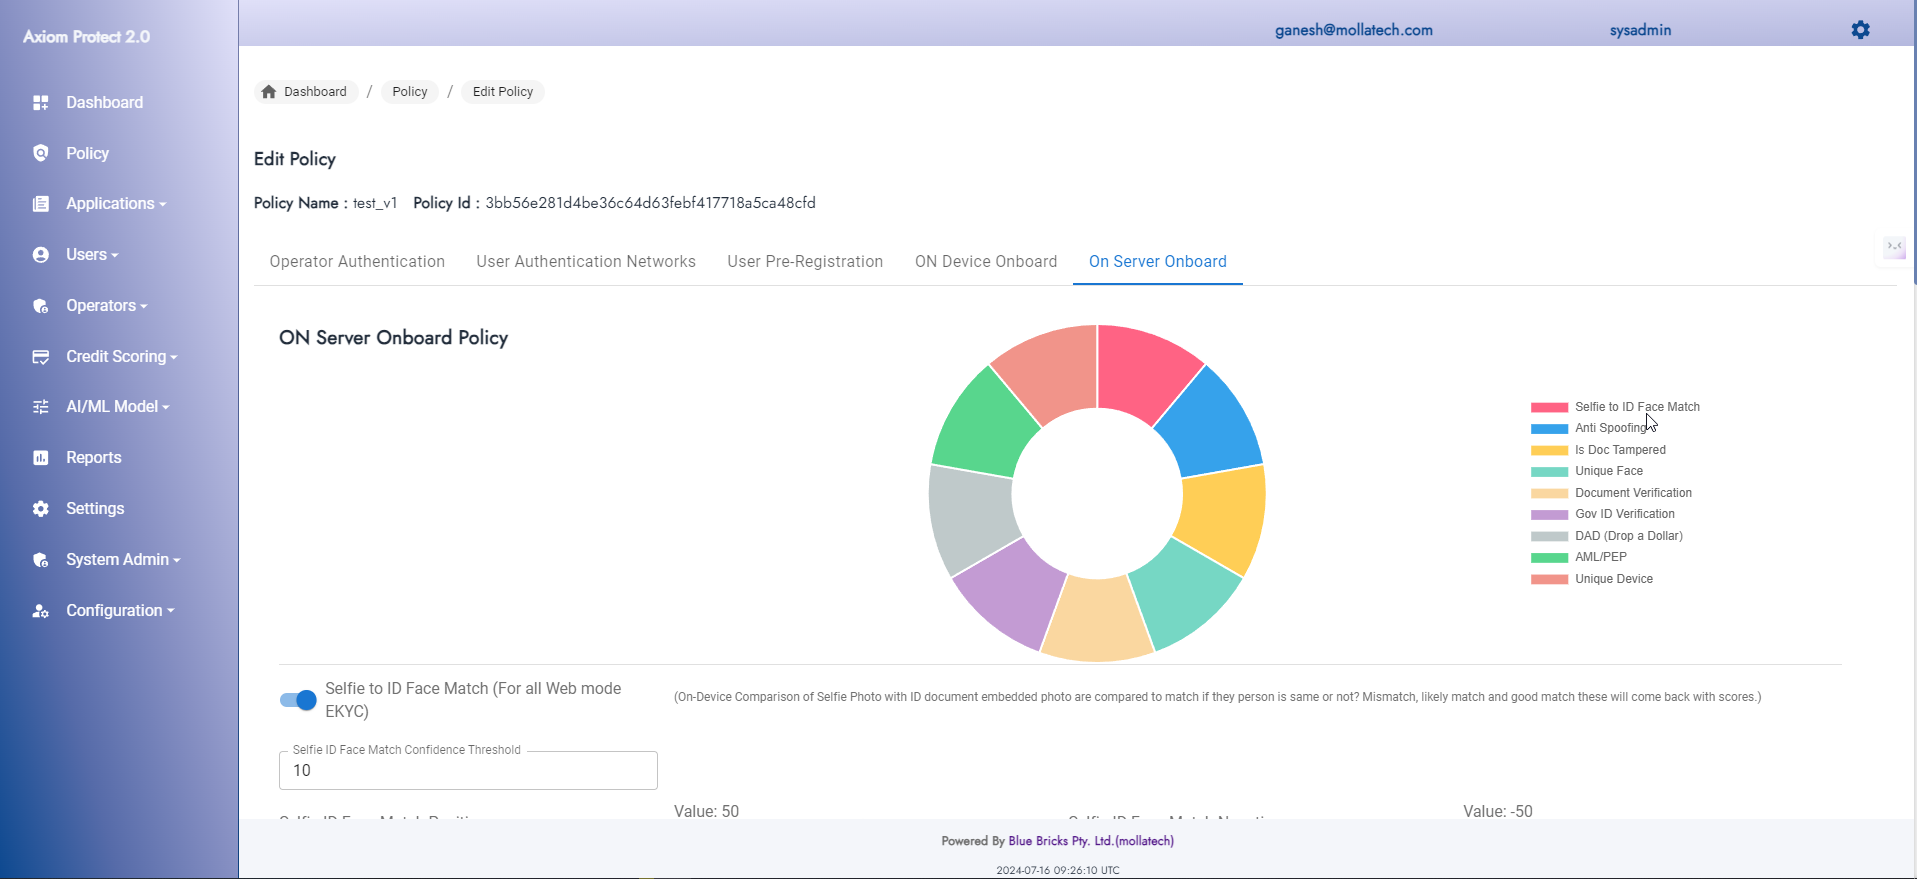 Axiom Protect 2.0
ganesh@mollatech.com
sysadmin
Dashboard
Policy
Applications
Users
Operators
Credit Scoring
AI/ML Model
Reports
Settings
System Admin
Configuration
Dashboard / Policy / Edit Policy
Edit Policy
Policy Name : test_v1 Policy Id : 3bb56e281d4be36c64d63febf417718a5ca48cfd
Operator Authentication
User Authentication Networks
User Pre-Registration
ON Device Onboard
On Server Onboard
ON Server Onboard Policy
Selfie to ID Face Match
Anti Spoofing
Is Doc Tampered
Unique Face
Document Verification
Gov ID Verification
DAD (Drop a Dollar)
AML/PEP
Unique Device
Selfie to ID Face Match (For all Web mode
EKYC)
(On-Device Comparison of Selfie Photo with ID document embedded photo are compared to match if they person is same or not? Mismatch, likely match and good match these will come back with scores.)
Selfie ID Face Match Confidence Threshold
10
Value: 50
Value: -50
Powered By Blue Bricks Pty. Ltd.(mollatech)
2024-07-16 09:26:10 UTC